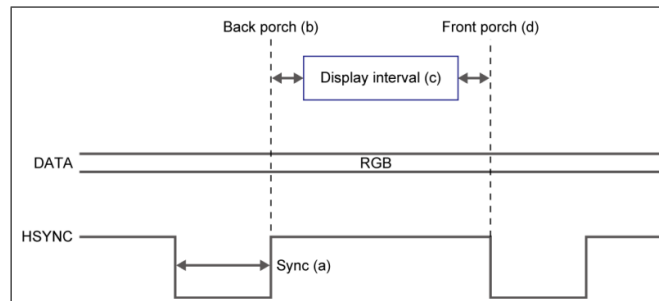 Back porch (b) Front porch (d)
Display interval (c)
DATA RGB
HSYNC
Sync (a)